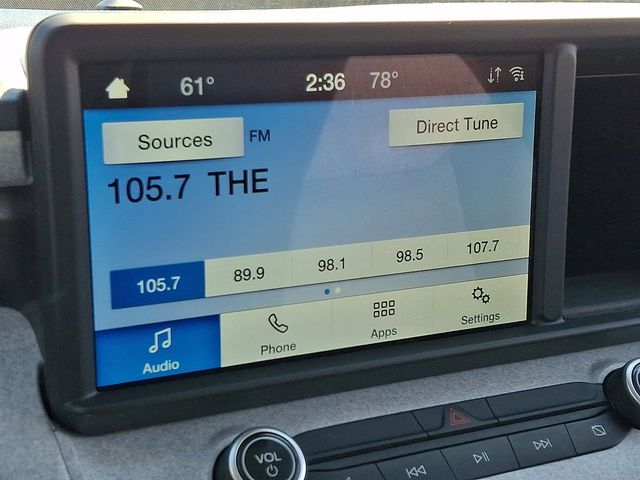 61° 2:36 78°
Sources FM Direct Tune
105.7 THE
105.7 89.9 98.1 98.5 107.7
Audio Phone Apps Settings
VOL